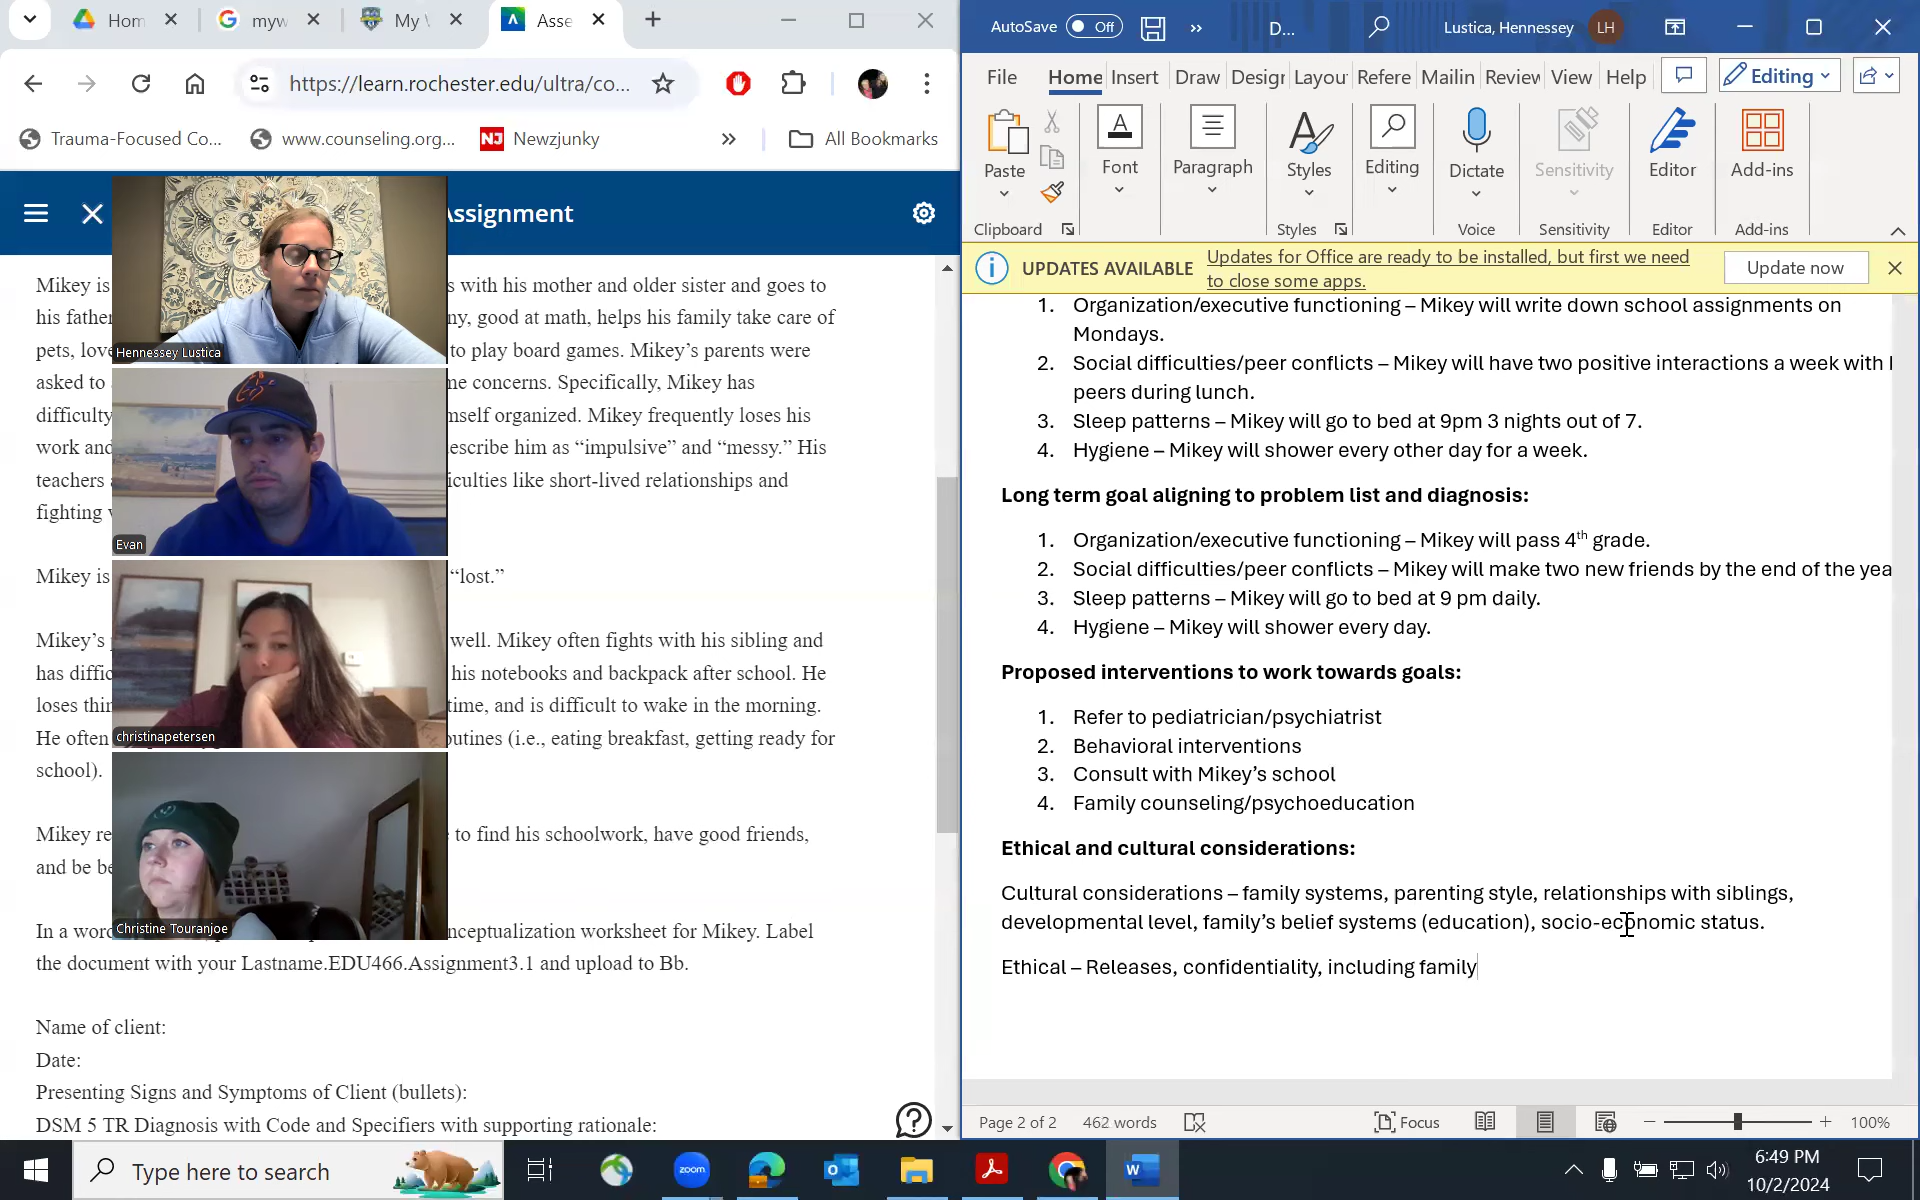 Hom
myw
My
Asse
https://learn.rochester.edu/ultra/co...
Trauma-Focused Co...
www.counseling.org...
NJ
Newzjunky
»
All Bookmarks
Assignment
Mikey is s with his mother and older sister and goes to
his father ny, good at math, helps his family take care of
pets, love to play board games. Mikey’s parents were
asked to me concerns. Specifically, Mikey has
difficulty mself organized. Mikey frequently loses his
work and escribe him as “impulsive” and “messy.” His
teachers iculties like short-lived relationships and
fighting
Mikey is “lost.”
Mikey’s well. Mikey often fights with his sibling and
has diffic his notebooks and backpack after school. He
loses thin time, and is difficult to wake in the morning.
He often outines (i.e., eating breakfast, getting ready for
school).
Mikey re to find his schoolwork, have good friends,
and be be
In a word nceptualization worksheet for Mikey. Label
the document with your Lastname.EDU466.Assignment3.1 and upload to Bb.
Name of client:
Date:
Presenting Signs and Symptoms of Client (bullets):
DSM 5 TR Diagnosis with Code and Specifiers with supporting rationale:
Hennessey Lustica
Evan
christinapetersen
Christine Touranjoe
AutoSave Off
»
D...
Lustica, Hennessey
LH
File Home Insert Draw Design Layou Refere Mailin Review View Help
Editing
Paste
Font
Paragraph
Styles
Editing
Dictate
Sensitivity
Editor
Add-ins
Clipboard
Styles
Voice
Sensitivity
Editor
Add-ins
UPDATES AVAILABLE Updates for Office are ready to be installed, but first we need
to close some apps.
Update now
1. Organization/executive functioning – Mikey will write down school assignments on
Mondays.
2. Social difficulties/peer conflicts – Mikey will have two positive interactions a week with
peers during lunch.
3. Sleep patterns – Mikey will go to bed at 9pm 3 nights out of 7.
4. Hygiene – Mikey will shower every other day for a week.
Long term goal aligning to problem list and diagnosis:
1. Organization/executive functioning – Mikey will pass 4th grade.
2. Social difficulties/peer conflicts – Mikey will make two new friends by the end of the yea
3. Sleep patterns – Mikey will go to bed at 9 pm daily.
4. Hygiene – Mikey will shower every day.
Proposed interventions to work towards goals:
1. Refer to pediatrician/psychiatrist
2. Behavioral interventions
3. Consult with Mikey’s school
4. Family counseling/psychoeducation
Ethical and cultural considerations:
Cultural considerations – family systems, parenting style, relationships with siblings,
developmental level, family’s belief systems (education), socio-economic status.
Ethical – Releases, confidentiality, including family
Page 2 of 2 462 words
Focus
100%
Type here to search
zoom
6:49 PM
10/2/2024